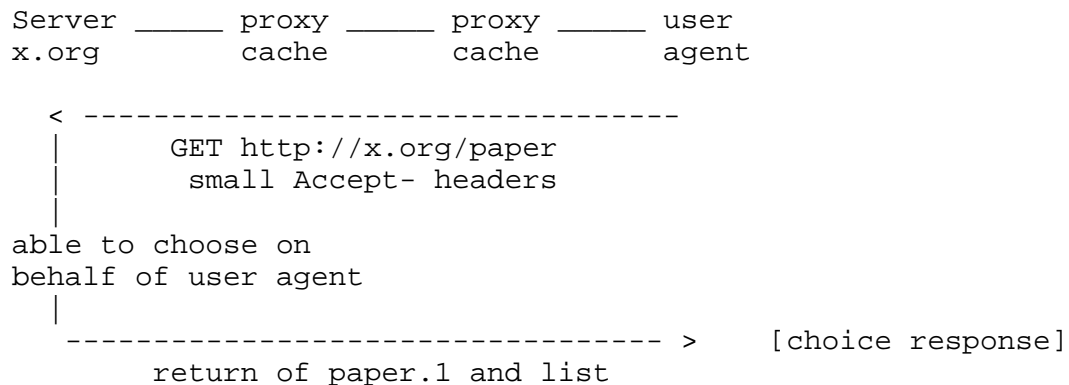 Server _____ proxy _____ proxy _____ user
x.org          cache          cache          agent
< ----------------------------------
|      GET http://x.org/paper
|       small Accept- headers
|
able to choose on
behalf of user agent
|
---------------------------------- >    [choice response]
return of paper.1 and list